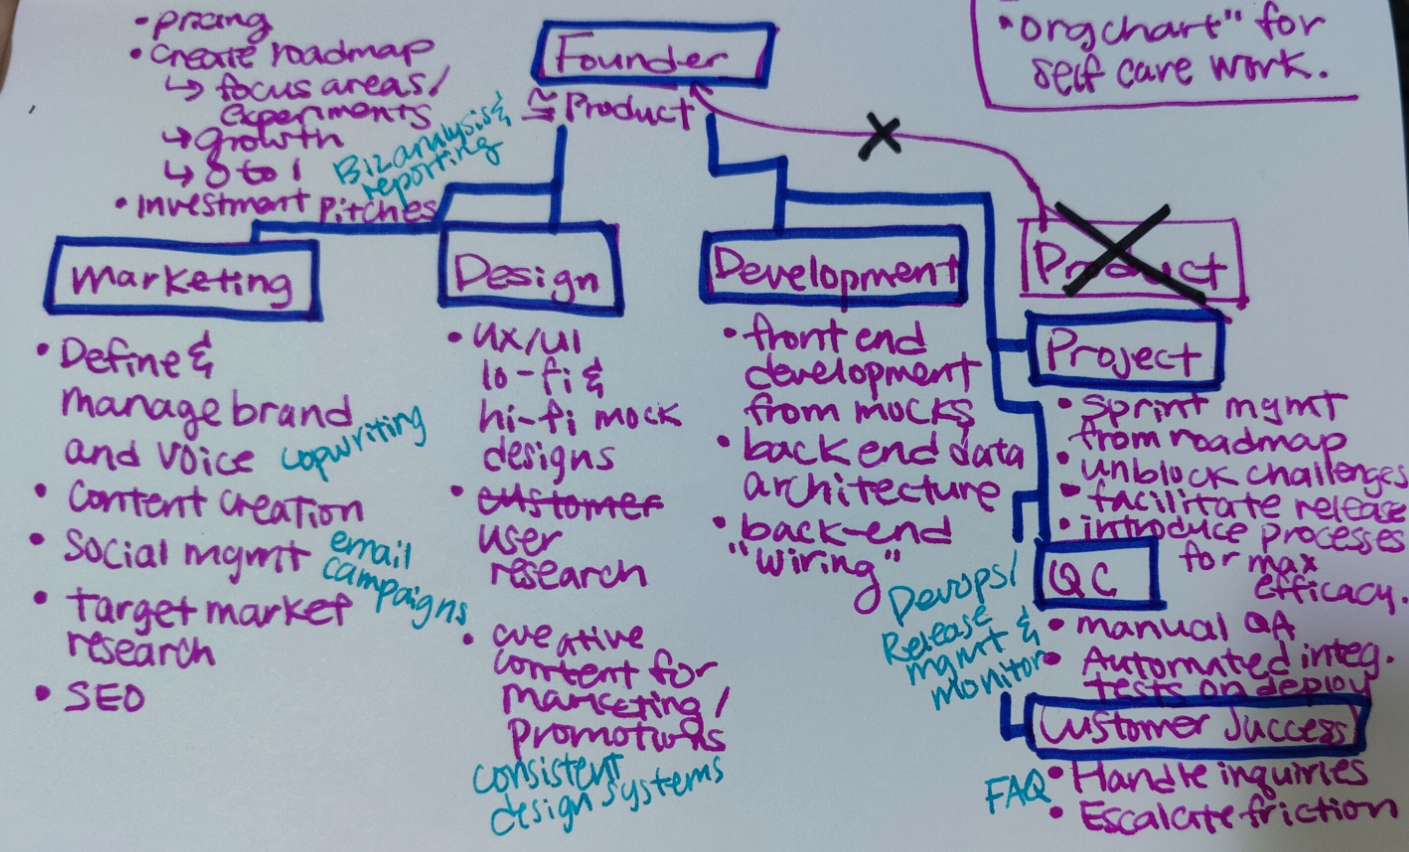 • pricing
• Create roadmap
↳ focus areas/
experiments
→ growth
↳ 0 to 1
• Investment pitches
Biz analysis &
reporting
Founder
≅ Product
"orgchart" for
self care work.
Marketing
• Define &
manage brand
and voice
copwriting
• Content creation
• Social mgmt
email
campaigns
• target market
research
• SEO
Design
• UX/UI
lo-fi &
hi-fi mock
designs
• customer
user
research
• creative
content for
marketing/
promotions
consistent
design systems
Development
• front end
development
from mocks
• back end data
architecture
• back-end
"wiring"
Devops/
Release
mgmt &
monitor
Product
Project
• Sprint mgmt
from roadmap
• unblock challenges
• facilitate release
• introduce processes
for max
efficacy.
QC
• manual QA
• Automated integ.
tests on deploy
Customer Success
FAQ
• Handle inquiries
• Escalate friction